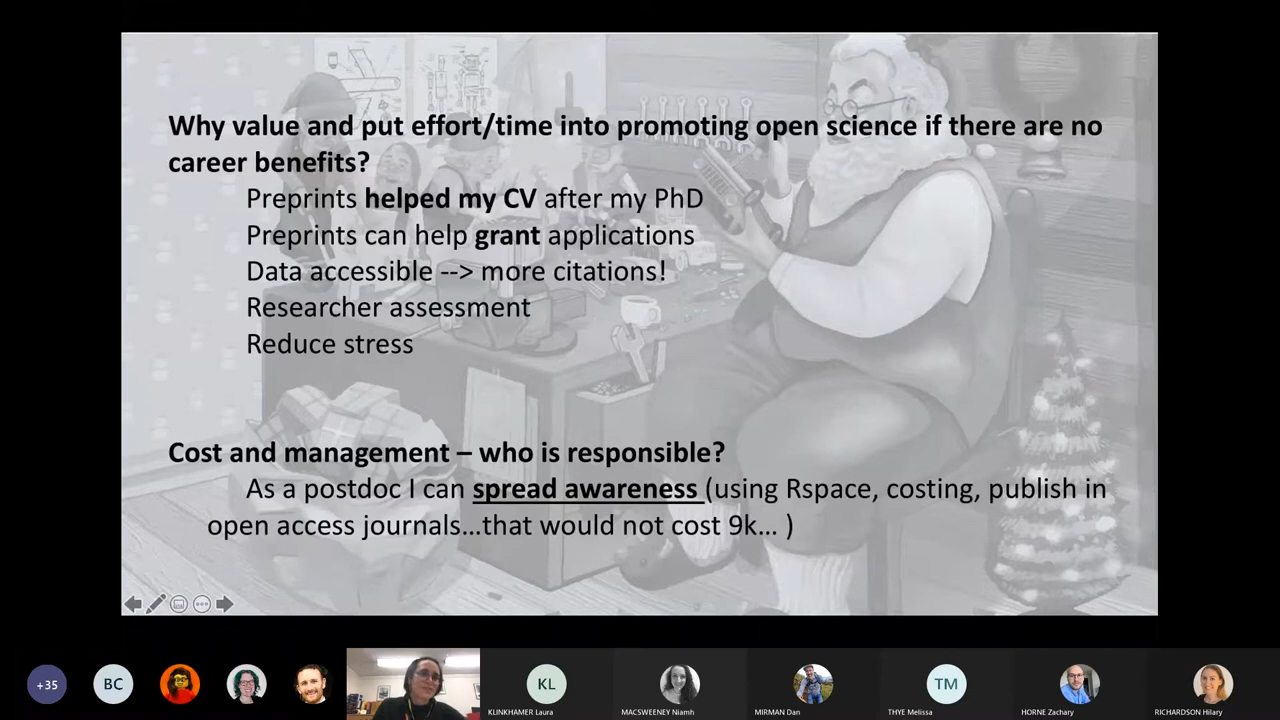 Why value and put effort/time into promoting open science if there are no
career benefits?
Preprints helped my CV after my PhD
Preprints can help grant applications
Data accessible --> more citations!
Researcher assessment
Reduce stress
Cost and management – who is responsible?
As a postdoc I can spread awareness (using Rspace, costing, publish in
open access journals…that would not cost 9k… )
+35
BC
KL
TM
KLINKHAMER Laura
MACSWEENEY Niamh
MIRMAN Dan
THYE Melissa
HORNE Zachary
RICHARDSON Hilary